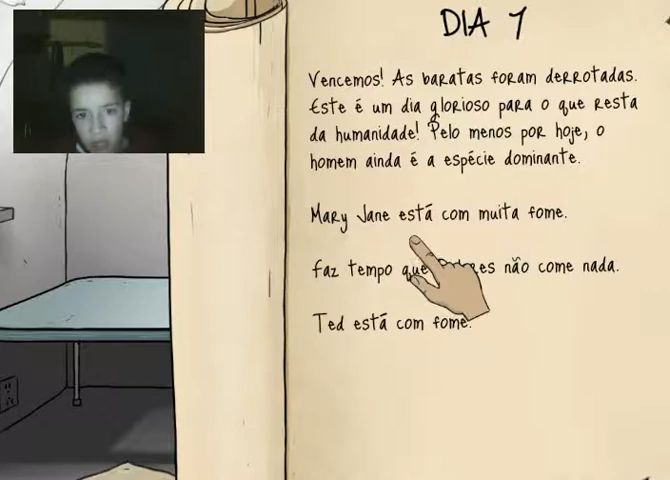 DIA 7
Vencemos! As baratas foram derrotadas.
Este é um dia glorioso para o que resta
da humanidade! Pelo menos por hoje, o
homem ainda é a espécie dominante.
Mary Jane está com muita fome.
Faz tempo que não come nada.
Ted está com fome.